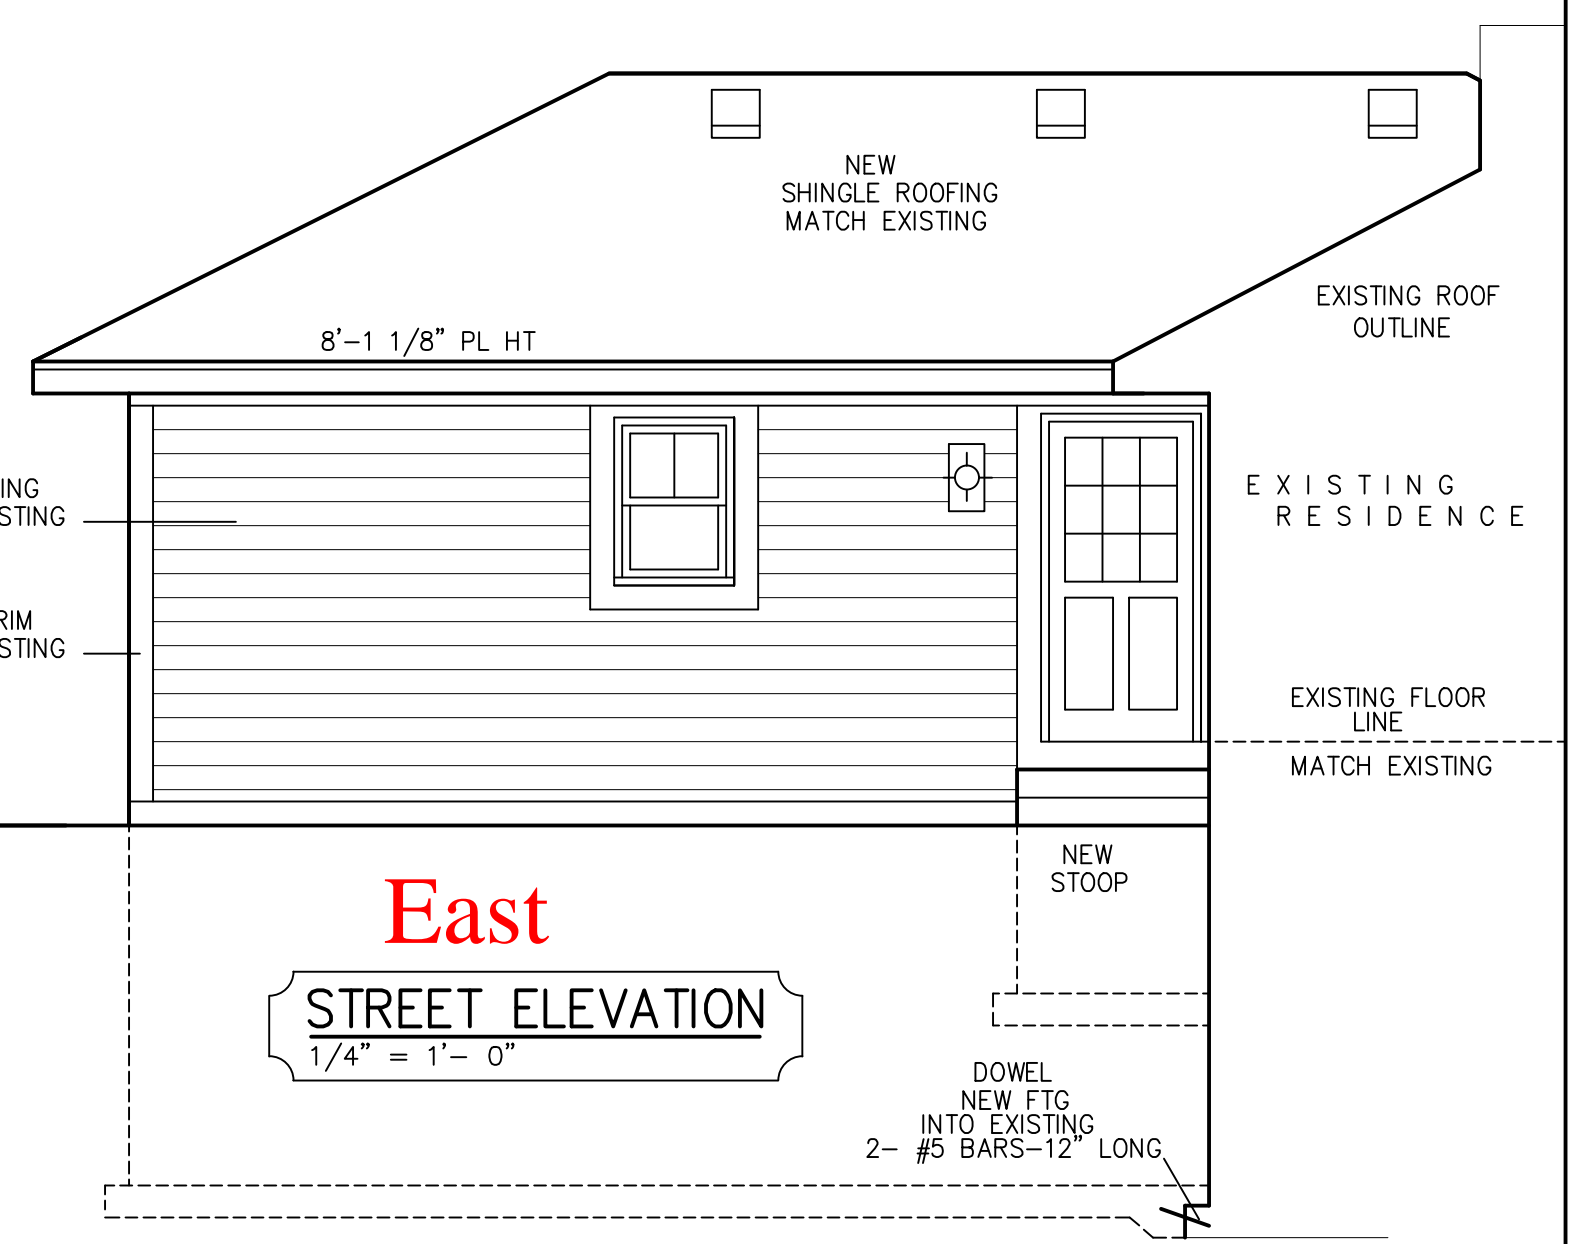 NEW
SHINGLE ROOFING
MATCH EXISTING
EXISTING ROOF
OUTLINE
8'-1 1/8" PL HT
ING
STING
EXISTING
RESIDENCE
RIM
STING
EXISTING FLOOR
LINE
MATCH EXISTING
NEW
STOOP
East
STREET ELEVATION
1/4" = 1'- 0"
DOWEL
NEW FTG
INTO EXISTING
2- #5 BARS-12" LONG